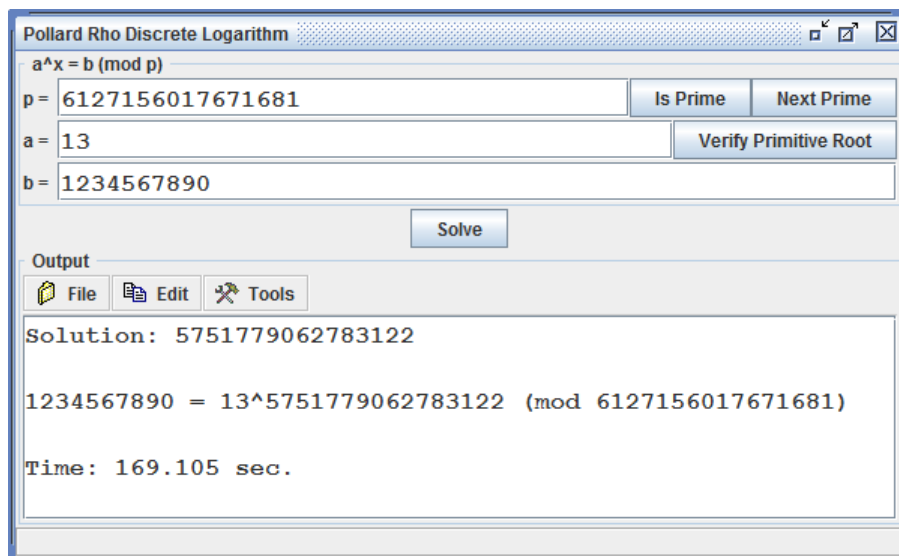 Pollard Rho Discrete Logarithm
a^x = b (mod p)
p = 6127156017671681 Is Prime Next Prime
a = 13 Verify Primitive Root
b = 1234567890
Solve
Output
File Edit Tools
Solution: 5751779062783122
1234567890 = 13^5751779062783122 (mod 6127156017671681)
Time: 169.105 sec.